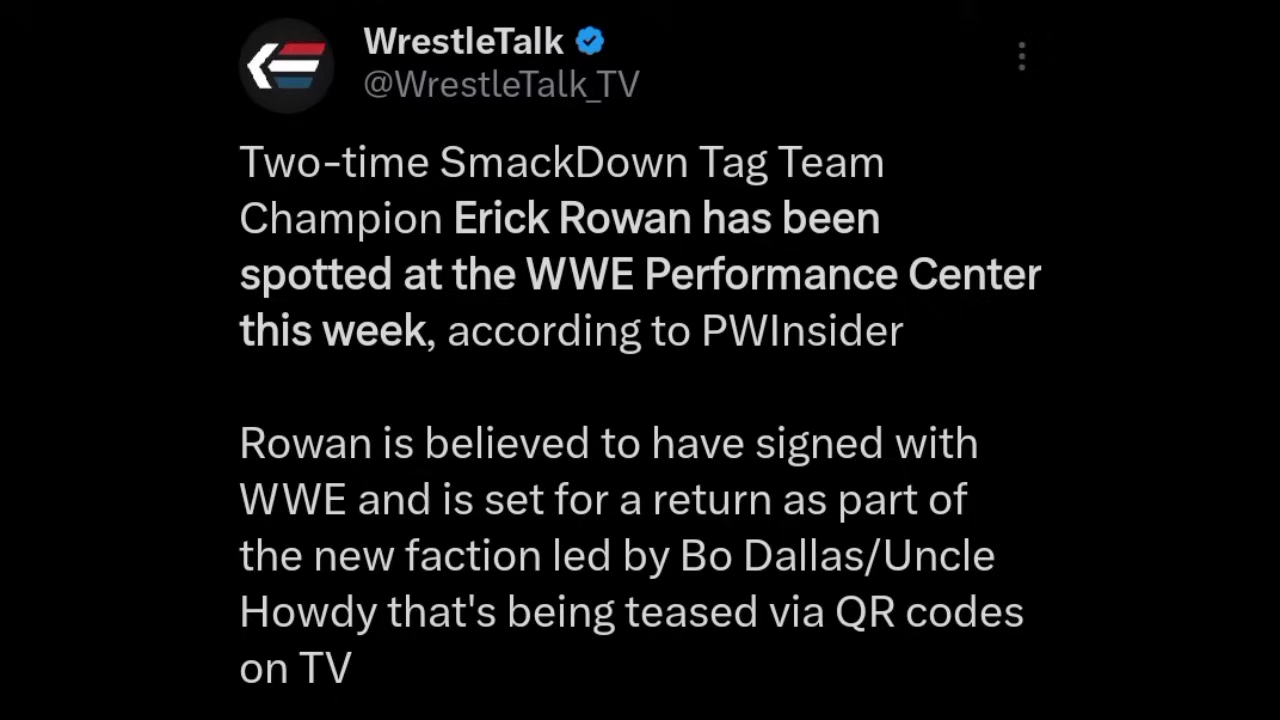 WrestleTalk
@WrestleTalk_TV
Two-time SmackDown Tag Team
Champion Erick Rowan has been
spotted at the WWE Performance Center
this week, according to PWInsider
Rowan is believed to have signed with
WWE and is set for a return as part of
the new faction led by Bo Dallas/Uncle
Howdy that's being teased via QR codes
on TV